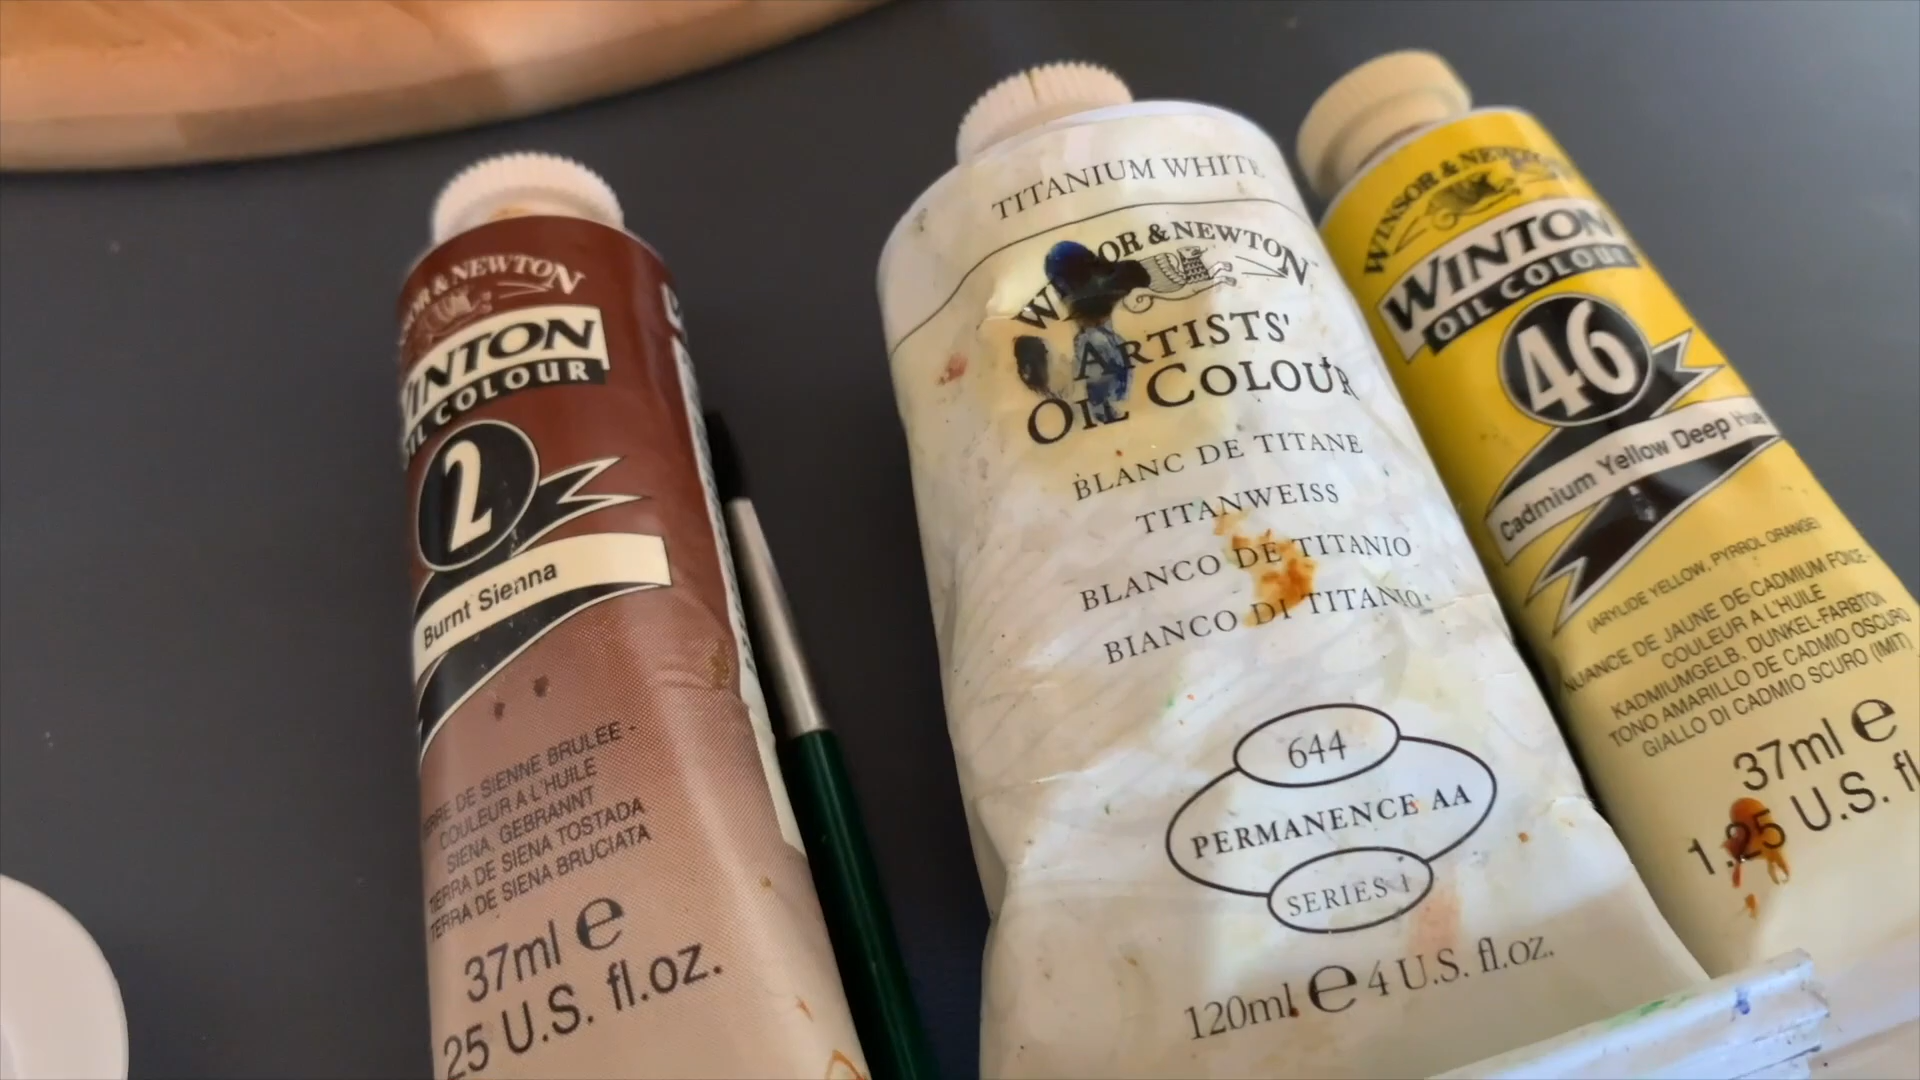 & NEWTON
WINTON
OIL COLOUR
2
Burnt Sienna
DE SIENNE BRULEE -
COULEUR A L'HUILE
SIENA, GEBRANNT
TIERRA DE SIENA TOSTADA
TERRA DE SIENA BRUCIATA
37ml e
25 U.S. fl.oz.
TITANIUM WHITE
& NEWTON
ARTISTS'
OIL COLOUR
BLANC DE TITANE
TITANWEISS
BLANCO DE TITANIO
BIANCO DI TITANIO
644
PERMANENCE AA
SERIES 1
120ml e 4 U.S. fl.oz.
WINSOR & NEWTON
WINTON
OIL COLOUR
46
Cadmium Yellow Deep Hue
(ARYLIDE YELLOW, PYRROL ORANGE)
NUANCE DE JAUNE DE CADMIUM FONCE -
COULEUR A L'HUILE
KADMIUMGELB, DUNKEL-FARBTON
TONO AMARILLO DE CADMIO OSCURO
GIALLO DI CADMIO SCURO (IMIT)
37ml e
1.25 U.S. fl